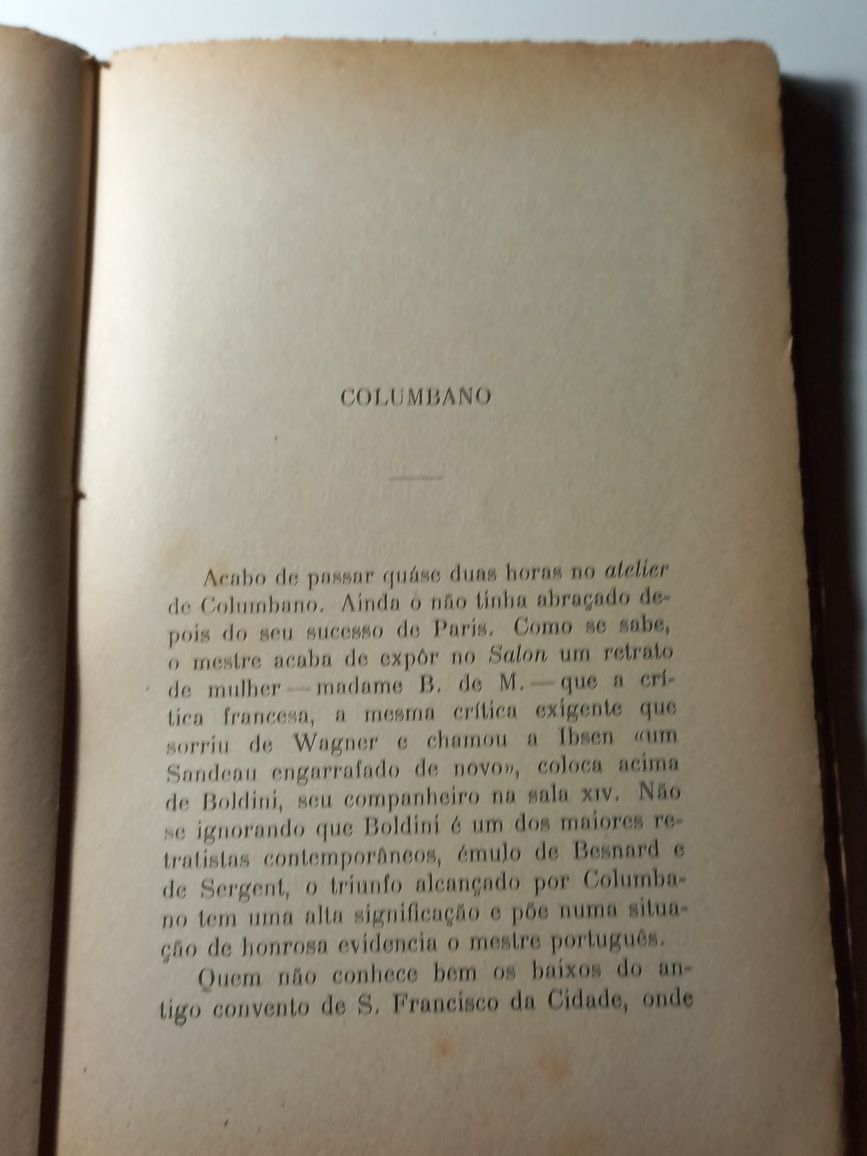 COLUMBANO
Acabo de passar quáse duas horas no atelier
de Columbano. Ainda o não tinha abraçado de-
pois do seu sucesso de París. Como se sabe,
o mestre acaba de expôr no Salon um retrato
de mulher — madame B. de M. — que a crí-
tica francesa, a mesma crítica exigente que
sorriu de Wagner e chamou a Ibsen «um
Sandeau engarrafado de novo», coloca acima
de Boldini, seu companheiro na sala XIV. Não
se ignorando que Boldini é um dos maiores re-
tratistas contemporâneos, émulo de Besnard e
de Sergent, o triunfo alcançado por Columba-
no tem uma alta significação e põe numa situa-
ção de honrosa evidencia o mestre português.
Quem não conhece bem os baixos do an-
tigo convento de S. Francisco da Cidade, onde